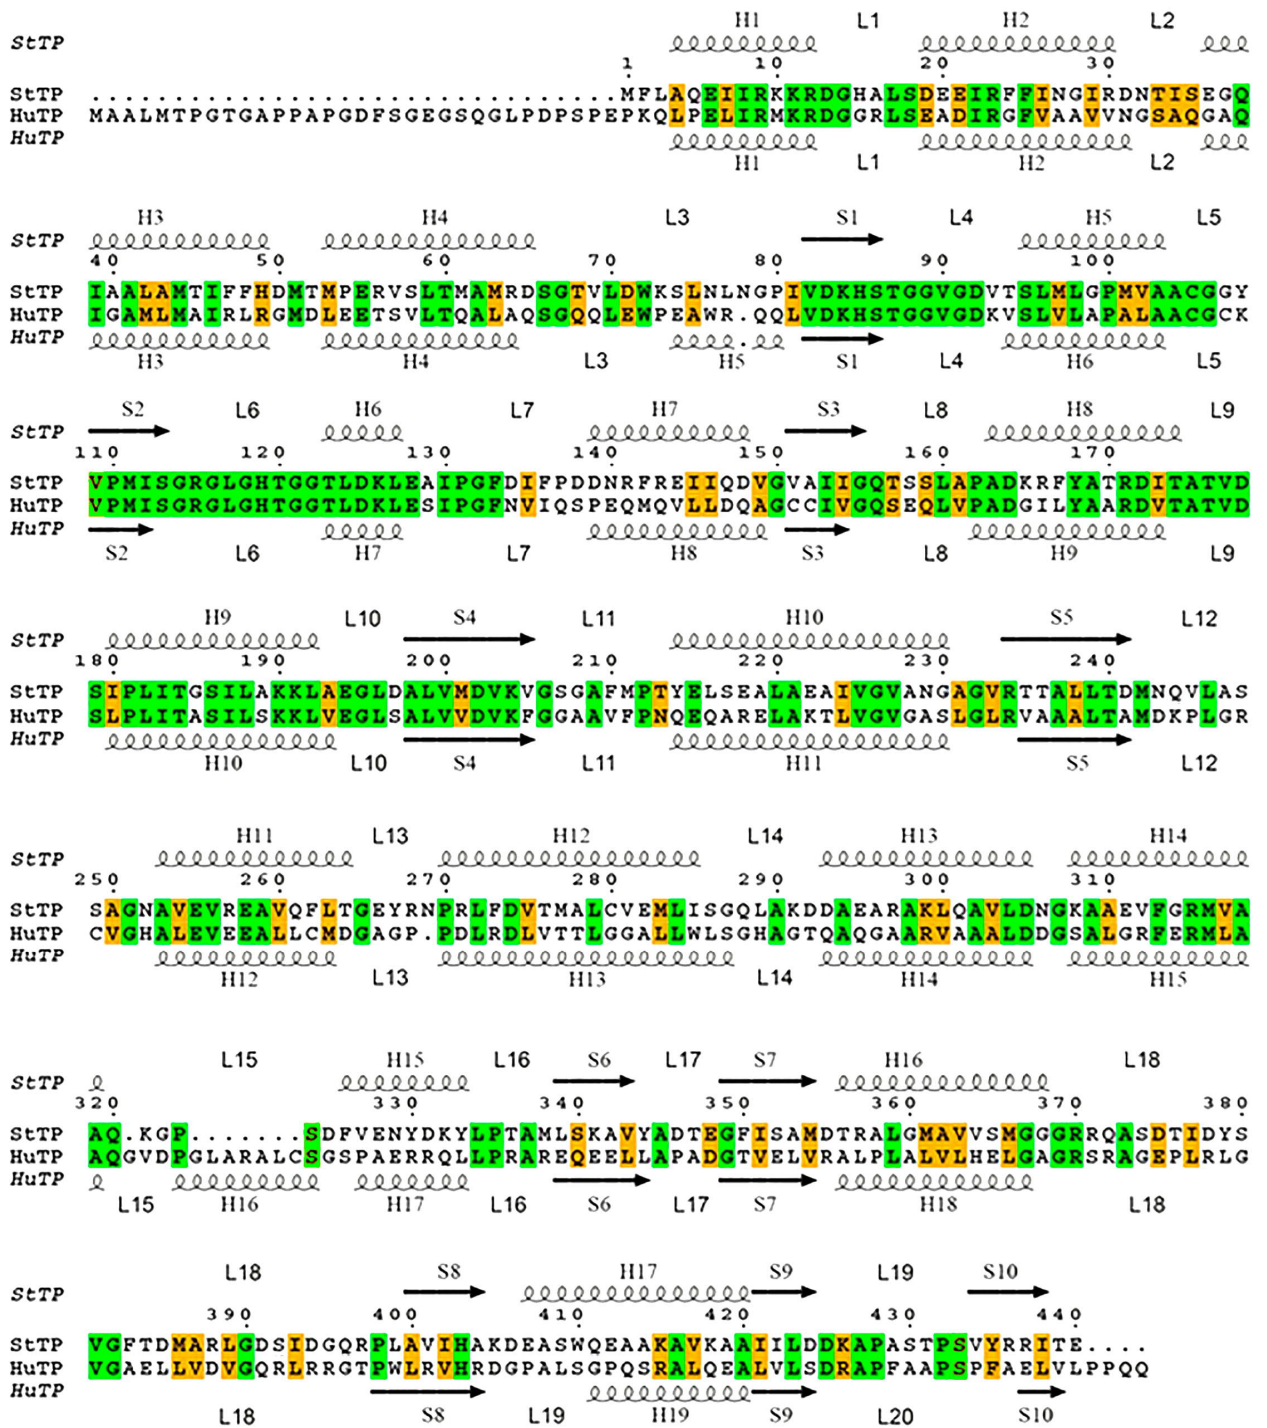 H1 L1 H2 L2
StTP
1 10 20 30
StTP ..................................MFLAQEIIRKKRDGHALSDEEIRFFINGIRDNTISEGQ
HuTP MAALMTPGTGAPPAPGDFSGEGSQGLPDPSPEPKQLPELIRMKRDGGRLSEADIRGFVAAVVNGSAQGAQ
HuTP
H1 L1 H2 L2
H3 H4 L3 S1 L4 H5 L5
StTP
40 50 60 70 80 90 100
StTP IAALAMTIFFHDMTMPERVSLTMAMRDSGTVLDWKSLNLNGPIVDKHSTGGVGDVTSLMLGPMVAACGGY
HuTP IGAMLMAIRLRGMDLEETSVLTQALAQSGQQLEWPEAWR.QQLVDKHSTGGVGDKVSLVLAPALAACGCK
HuTP
H3 H4 L3 H5 S1 L4 H6 L5
S2 L6 H6 L7 H7 S3 L8 H8 L9
StTP
110 120 130 140 150 160 170
StTP VPMISGRGLGHTGGTLDKLEAIPGFDIFPDDNRFREIIQDVGVAIIGQTSSLAPADKRFYATRDITATVD
HuTP VPMISGRGLGHTGGTLDKLESIPGFNVIQSPEQMQVLLDQAGCCIVGQSEQLVPADGILYAARDVTATVD
HuTP
S2 L6 H7 L7 H8 S3 L8 H9 L9
H9 L10 S4 L11 H10 S5 L12
StTP
180 190 200 210 220 230 240
StTP SIPLITGSILAKKLAEGLDALVMDVKVGSGAFMPTYELSEALAEAIVGVANGAGVRTTALLTDMNQVLAS
HuTP SLPLITASILSKKLVEGLSALVVDVKFGGAAVFPNQEQARELAKTLVGVGASLGLRVAAALTAMDKPLGR
HuTP
H10 L10 S4 L11 H11 S5 L12
H11 L13 H12 L14 H13 H14
StTP
250 260 270 280 290 300 310
StTP SAGNAVEVREAVQFLTGEYRNPRLFDVTMALCVEMLISGQLAKDDAEARAKLQAVLDNGKAAEVFGRMVA
HuTP CVGHALEVEEALLCMDGAGP.PDLRDLVTTLGGALLWLSGHAGTQAQGAARVAAALDDGSALGRFERMLA
HuTP
H12 L13 H13 L14 H14 H15
L15 H15 L16 S6 L17 S7 H16 L18
StTP
320 330 340 350 360 370 380
StTP AQ.KGP.......SDFVENYDKYLPTAMLSKAVYADTEGFISAMDTRALGMAVVSMGGGRRQASDTIDYS
HuTP AQGVDPGLARALCSGSPAERRQLLPRAREQEELLAPADGTVELVRALPLALVLHELGAGRSRAGEPLRLG
HuTP
L15 H16 H17 L16 S6 L17 S7 H18 L18
L18 S8 H17 S9 L19 S10
StTP
390 400 410 420 430 440
StTP VGFTDMARLGDSIDGQRPLAVIHAKDEASWQEAAKAVKAAIILDDKAPASTPSVYRRITE....
HuTP VGAELLVDVGQRLRRGTPWLRVHRDGPALSGPQSRALQEALVLSDRAPFAAPSPFAELVLPPQQ
HuTP
L18 S8 L19 H19 S9 L20 S10